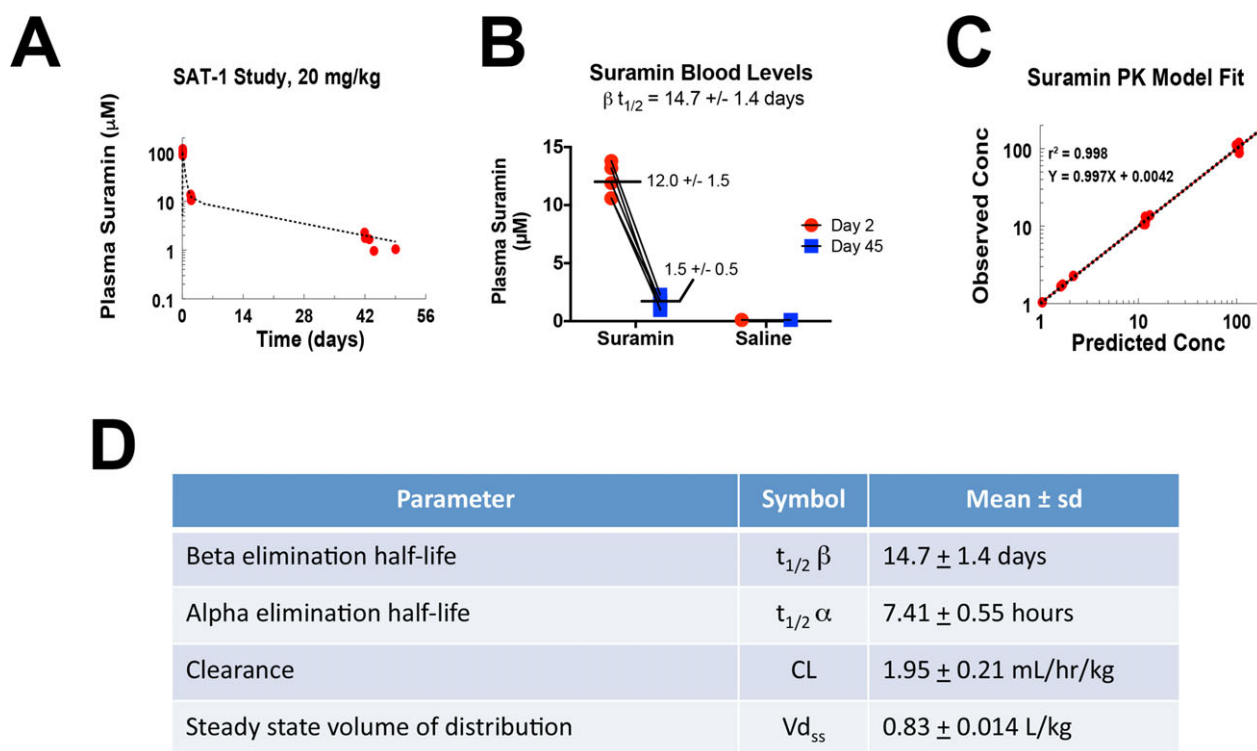 A
SAT-1 Study, 20 mg/kg
Plasma Suramin (μM)
100
10
1
0.1
0
14
28
42
56
Time (days)
B
Suramin Blood Levels
β t1/2 = 14.7 +/- 1.4 days
Plasma Suramin
(μM)
15
10
5
0
12.0 +/- 1.5
1.5 +/- 0.5
Day 2
Day 45
Suramin
Saline
C
Suramin PK Model Fit
r² = 0.998
Y = 0.997X + 0.0042
Observed Conc
100
10
1
1
10
100
Predicted Conc
D
Parameter Symbol Mean ± sd
Beta elimination half-life t1/2 β 14.7 ± 1.4 days
Alpha elimination half-life t1/2 α 7.41 ± 0.55 hours
Clearance CL 1.95 ± 0.21 mL/hr/kg
Steady state volume of distribution Vdss 0.83 ± 0.014 L/kg